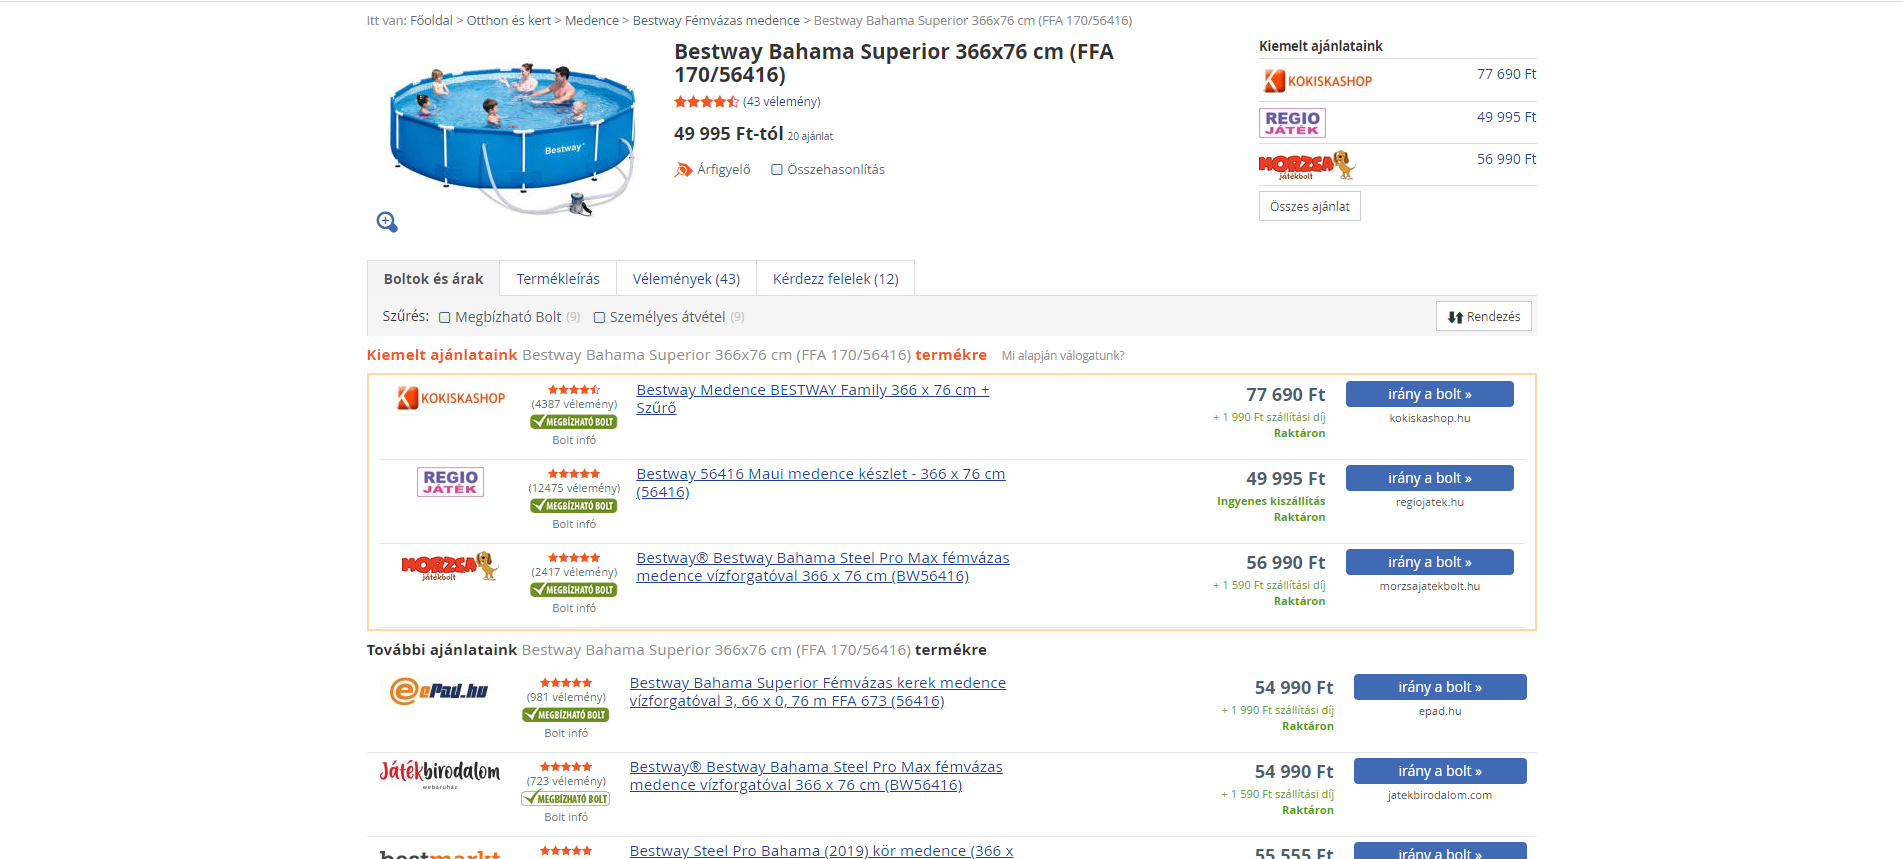 Itt van: Főoldal > Otthon és kert > Medence > Bestway Fémvázas medence > Bestway Bahama Superior 366x76 cm (FFA 170/56416)
Bestway
Bestway Bahama Superior 366x76 cm (FFA
170/56416)
(43 vélemény)
49 995 Ft-tól 20 ajánlat
Árfigyelő Összehasonlítás
Kiemelt ajánlataink
KOKISKASHOP 77 690 Ft
REGIO
JÁTÉK 49 995 Ft
MORZSA
játékbolt 56 990 Ft
Összes ajánlat
Boltok és árak Termékleírás Vélemények (43) Kérdezz felelek (12)
Szűrés: Megbízható Bolt (9) Személyes átvétel (9) Rendezés
Kiemelt ajánlataink Bestway Bahama Superior 366x76 cm (FFA 170/56416) termékre Mi alapján válogatunk?
KOKISKASHOP
(4387 vélemény)
MEGBÍZHATÓ BOLT
Bolt infó
Bestway Medence BESTWAY Family 366 x 76 cm +
Szűrő
77 690 Ft
+ 1 990 Ft szállítási díj
Raktáron
irány a bolt »
kokiskashop.hu
REGIO
JÁTÉK
(12475 vélemény)
MEGBÍZHATÓ BOLT
Bolt infó
Bestway 56416 Maui medence készlet - 366 x 76 cm
(56416)
49 995 Ft
Ingyenes kiszállítás
Raktáron
irány a bolt »
regiojatek.hu
MORZSA
játékbolt
(2417 vélemény)
MEGBÍZHATÓ BOLT
Bolt infó
Bestway® Bestway Bahama Steel Pro Max fémvázas
medence vízforgatóval 366 x 76 cm (BW56416)
56 990 Ft
+ 1 590 Ft szállítási díj
Raktáron
irány a bolt »
morzsajatekbolt.hu
További ajánlataink Bestway Bahama Superior 366x76 cm (FFA 170/56416) termékre
ePad.hu
(981 vélemény)
MEGBÍZHATÓ BOLT
Bolt infó
Bestway Bahama Superior Fémvázas kerek medence
vízforgatóval 3, 66 x 0, 76 m FFA 673 (56416)
54 990 Ft
+ 1 990 Ft szállítási díj
Raktáron
irány a bolt »
epad.hu
Játékbirodalom
webáruház
(723 vélemény)
MEGBÍZHATÓ BOLT
Bolt infó
Bestway® Bestway Bahama Steel Pro Max fémvázas
medence vízforgatóval 366 x 76 cm (BW56416)
54 990 Ft
+ 1 590 Ft szállítási díj
Raktáron
irány a bolt »
jatekbirodalom.com
bestmarkt
Bestway Steel Pro Bahama (2019) kör medence (366 x
55 555 Ft
irány a bolt »